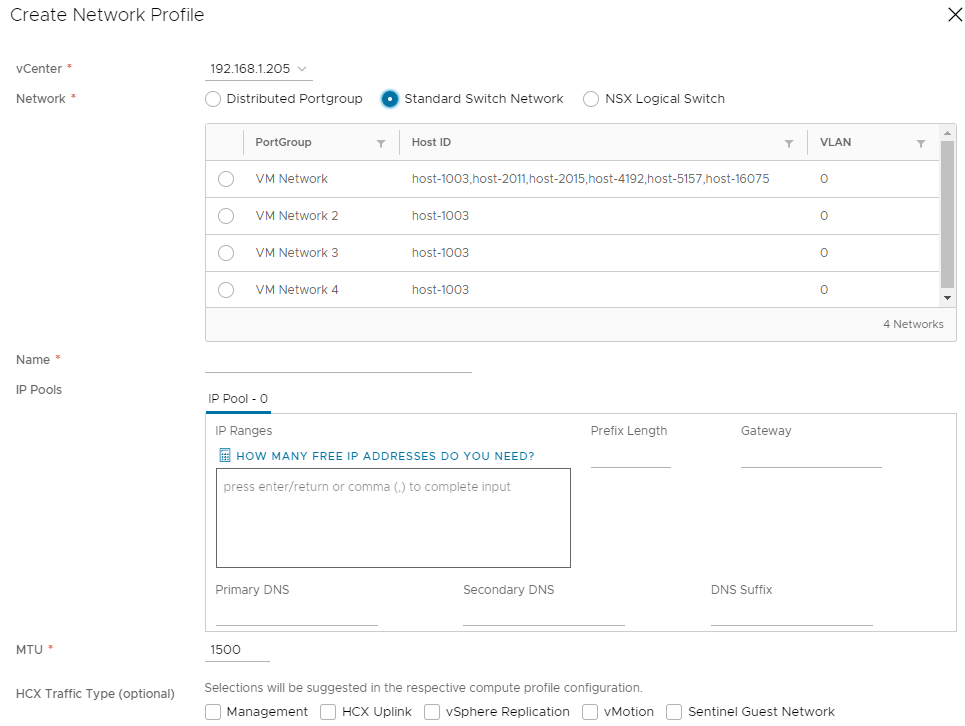 Create Network Profile
vCenter * 192.168.1.205
Network * Distributed Portgroup Standard Switch Network NSX Logical Switch
PortGroup Host ID VLAN
VM Network host-1003,host-2011,host-2015,host-4192,host-5157,host-16075 0
VM Network 2 host-1003 0
VM Network 3 host-1003 0
VM Network 4 host-1003 0
4 Networks
Name *
IP Pools
IP Pool - 0
IP Ranges Prefix Length Gateway
HOW MANY FREE IP ADDRESSES DO YOU NEED?
press enter/return or comma (,) to complete input
Primary DNS Secondary DNS DNS Suffix
MTU * 1500
HCX Traffic Type (optional) Selections will be suggested in the respective compute profile configuration.
Management HCX Uplink vSphere Replication vMotion Sentinel Guest Network